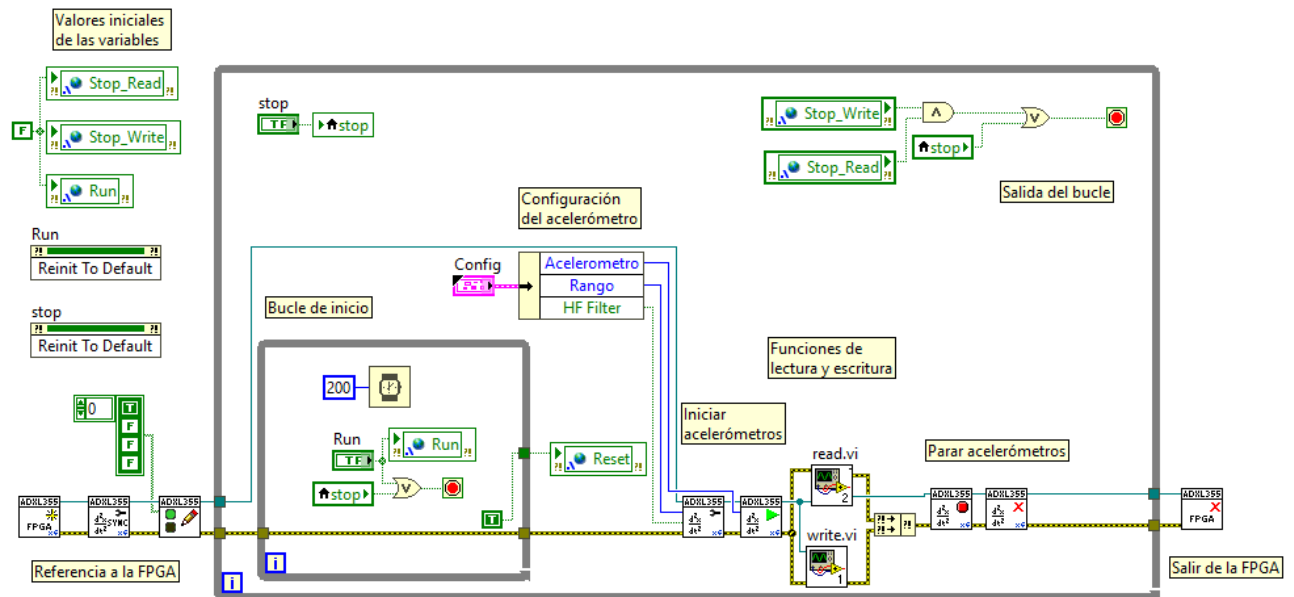 Valores iniciales
de las variables
Stop_Read
F
Stop_Write
Run
Run
Reinit To Default
stop
Reinit To Default
stop
TF
stop
Stop_Write
Stop_Read
stop
Salida del bucle
Configuración
del acelerómetro
Config
Acelerometro
Rango
HF Filter
Bucle de inicio
200
Run
TF
Run
stop
Reset
T
i
i
Funciones de
lectura y escritura
Iniciar
acelerómetros
read.vi
2
write.vi
1
Parar acelerómetros
0
T
F
F
F
ADXL355
FPGA
ADXL355
SYNC
ADXL355
ADXL355
ADXL355
ADXL355
ADXL355
ADXL355
FPGA
Referencia a la FPGA
Salir de la FPGA